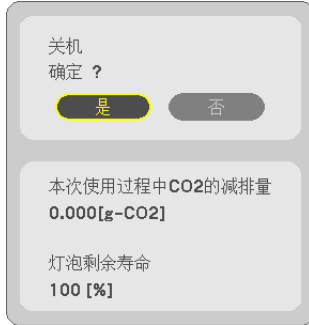 关机
确定 ?
是 否
本次使用过程中CO2的减排量
0.000[g-CO2]
灯泡剩余寿命
100 [%]